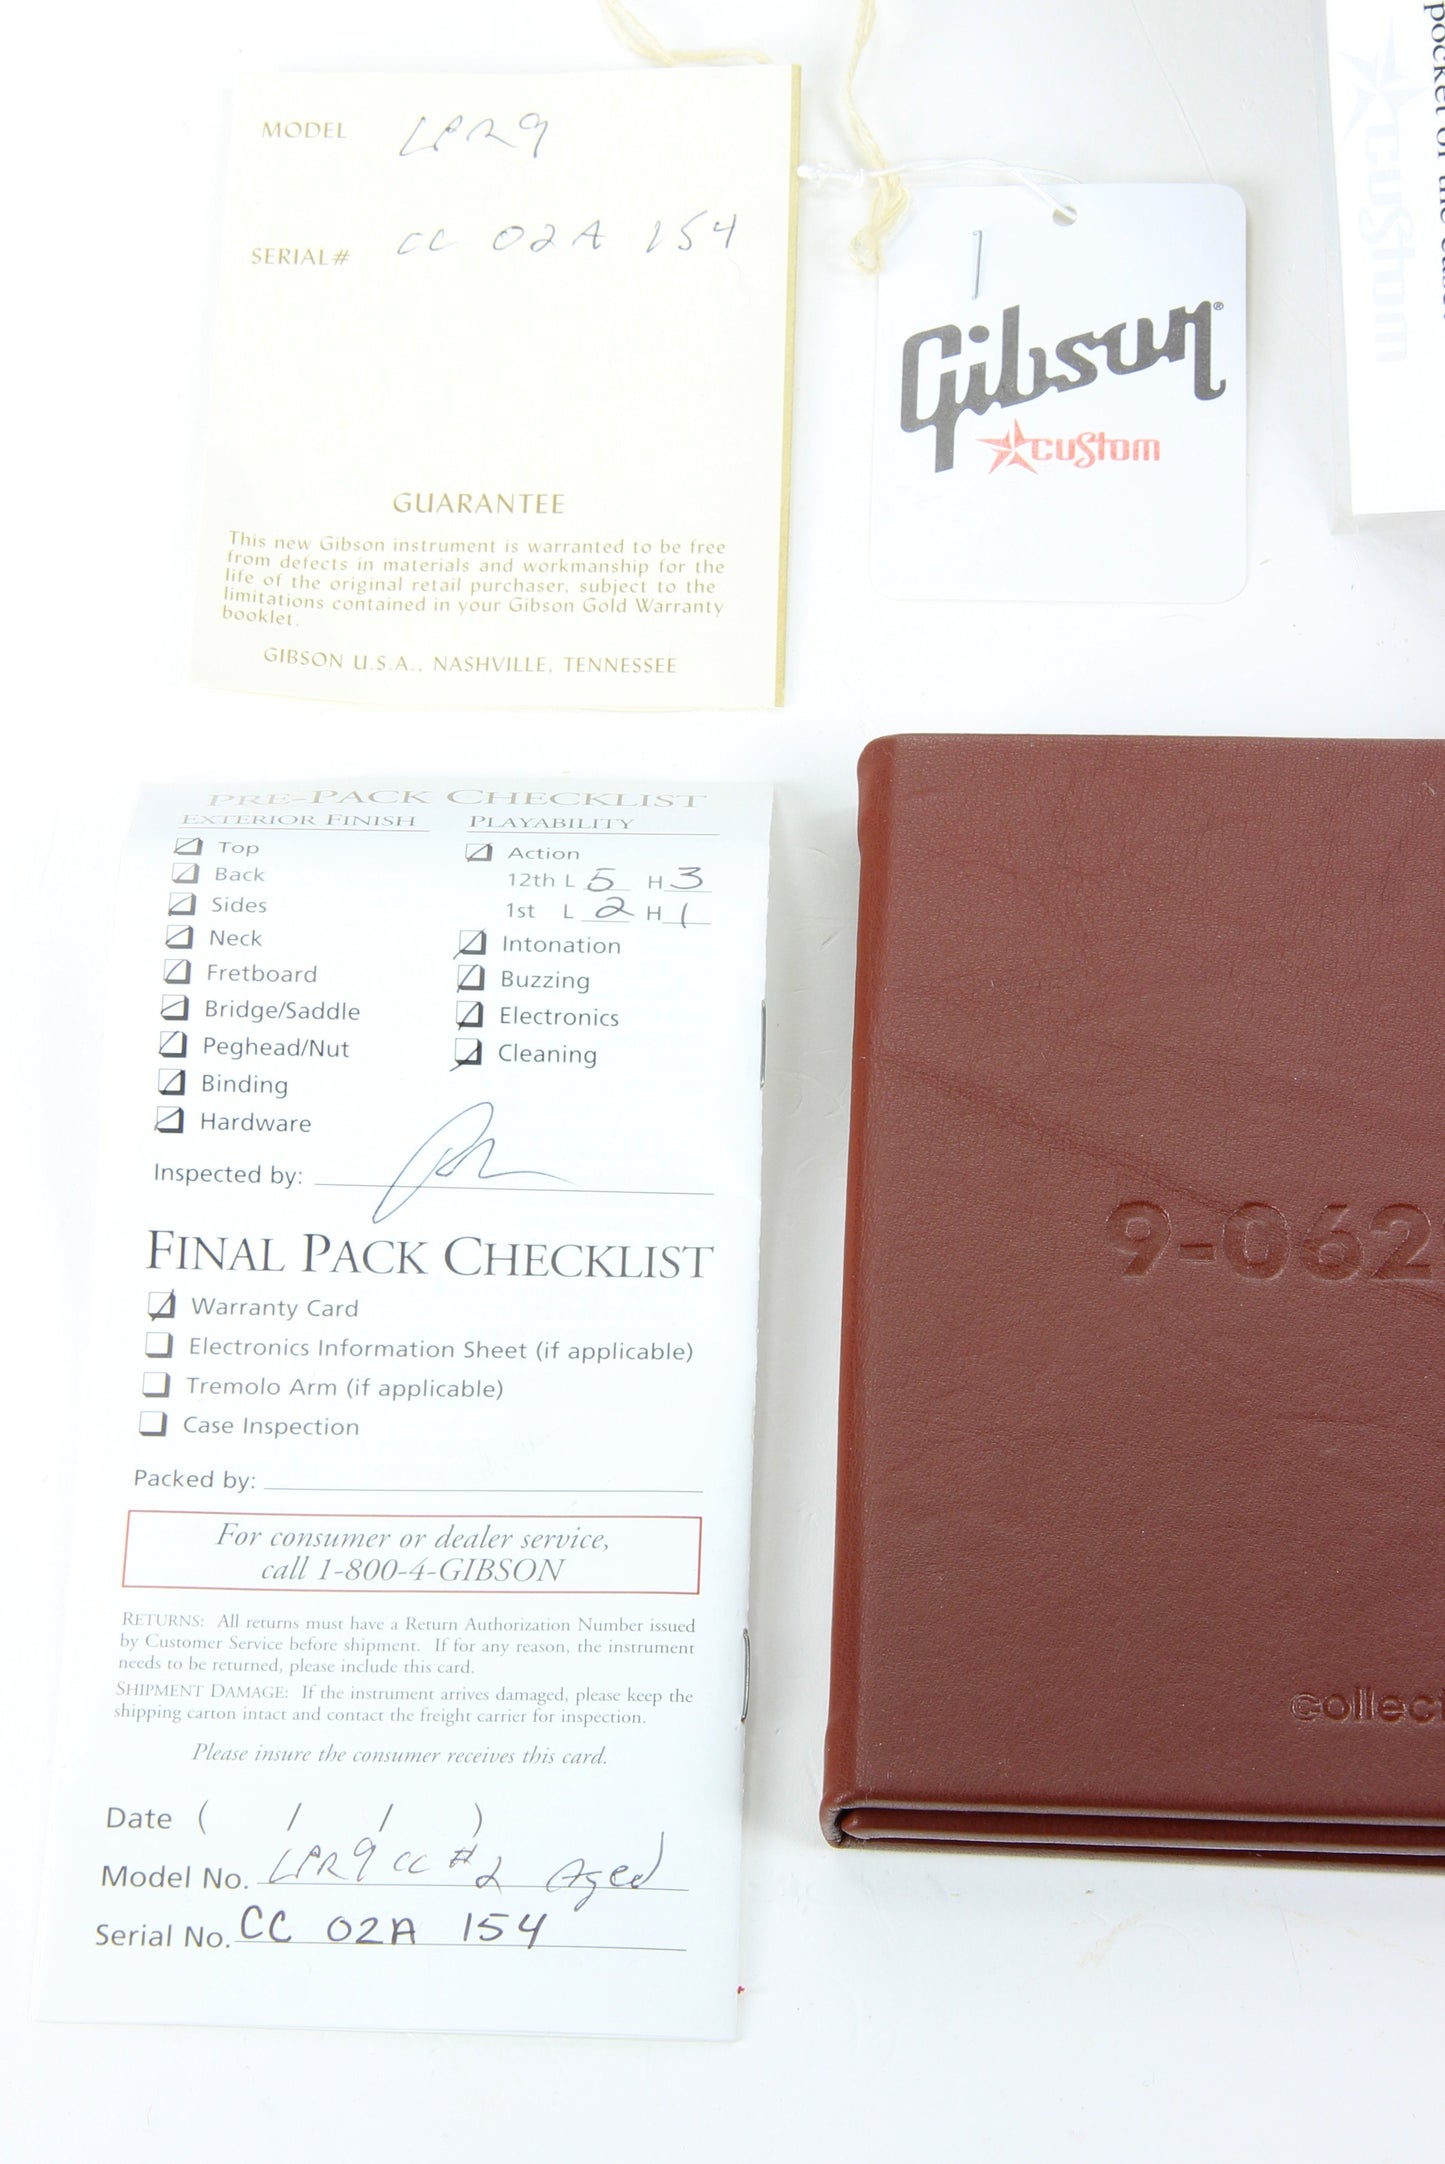 MODEL LPR9
SERIAL# CC 02A 154
GUARANTEE
This new Gibson instrument is warranted to be free
from defects in materials and workmanship for the
life of the original retail purchaser, subject to the
limitations contained in your Gibson Gold Warranty
booklet.
GIBSON U.S.A., NASHVILLE, TENNESSEE
Gibson®
custom
pocket of the case.
custom
PRE-PACK CHECKLIST
EXTERIOR FINISH
Top
Back
Sides
Neck
Fretboard
Bridge/Saddle
Peghead/Nut
Binding
Hardware
PLAYABILITY
Action
12th L 5 H 3
1st L 2 H 1
Intonation
Buzzing
Electronics
Cleaning
Inspected by:
FINAL PACK CHECKLIST
Warranty Card
Electronics Information Sheet (if applicable)
Tremolo Arm (if applicable)
Case Inspection
Packed by:
For consumer or dealer service,
call 1-800-4-GIBSON
RETURNS: All returns must have a Return Authorization Number issued
by Customer Service before shipment. If for any reason, the instrument
needs to be returned, please include this card.
SHIPMENT DAMAGE: If the instrument arrives damaged, please keep the
shipping carton intact and contact the freight carrier for inspection.
Please insure the consumer receives this card.
Date ( / / )
Model No. LPR9 CC #2 Aged
Serial No. CC 02A 154
9-062
collect